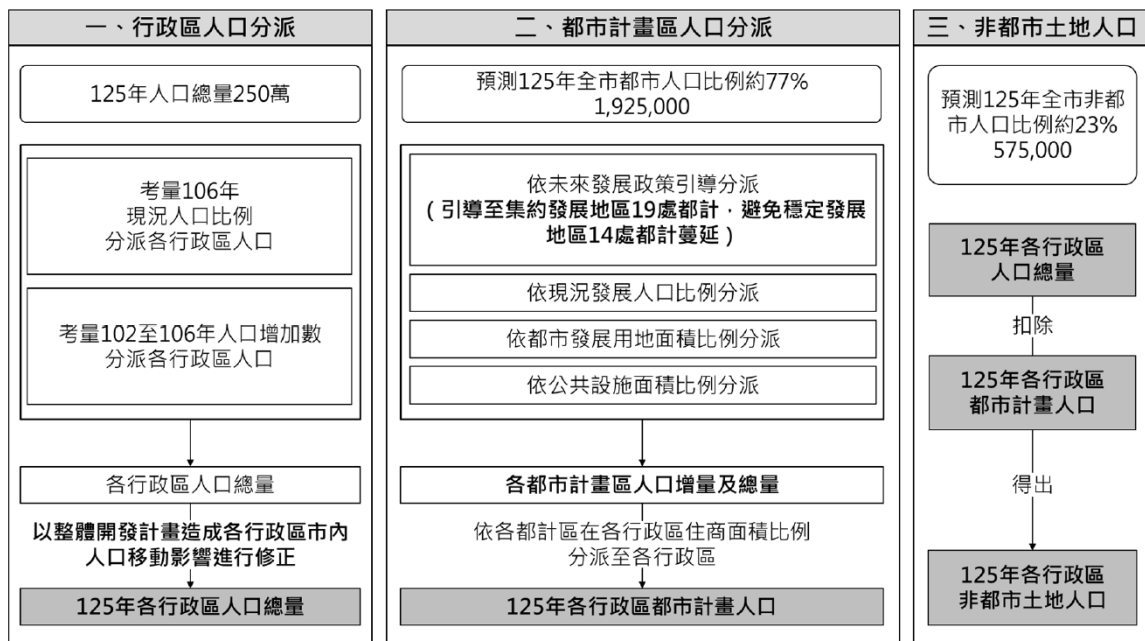 一、行政區人口分派
125年人口總量250萬
考量106年
現況人口比例
分派各行政區人口
考量102至106年人口增加數
分派各行政區人口
各行政區人口總量
以整體開發計畫造成各行政區市內
人口移動影響進行修正
125年各行政區人口總量
二、都市計畫區人口分派
預測125年全市都市人口比例約77%
1,925,000
依未來發展政策引導分派
(引導至集約發展地區19處都計，避免穩定發展
地區14處都計蔓延)
依現況發展人口比例分派
依都市發展用地面積比例分派
依公共設施面積比例分派
各都市計畫區人口增量及總量
依各都計區在各行政區住商面積比例
分派至各行政區
125年各行政區都市計畫人口
三、非都市土地人口
預測125年全市非都
市人口比例約23%
575,000
125年各行政區
人口總量
扣除
125年各行政區
都市計畫人口
得出
125年各行政區
非都市土地人口